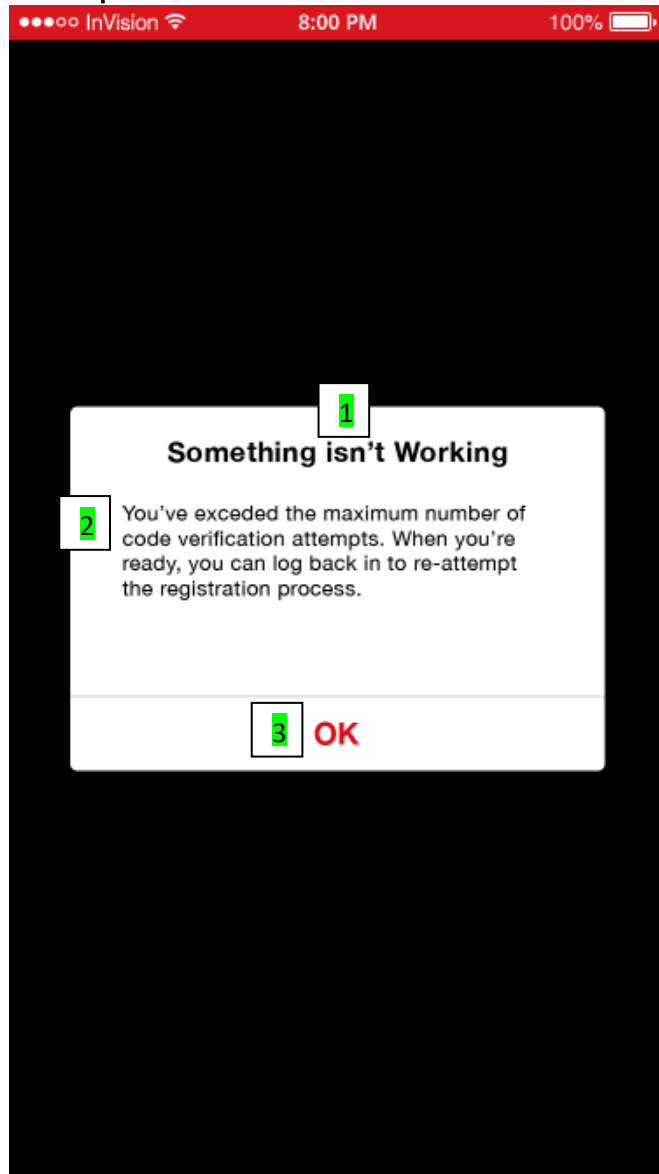 InVision 8:00 PM 100%
1
Something isn't Working
2
You've exceded the maximum number of
code verification attempts. When you're
ready, you can log back in to re-attempt
the registration process.
3 OK